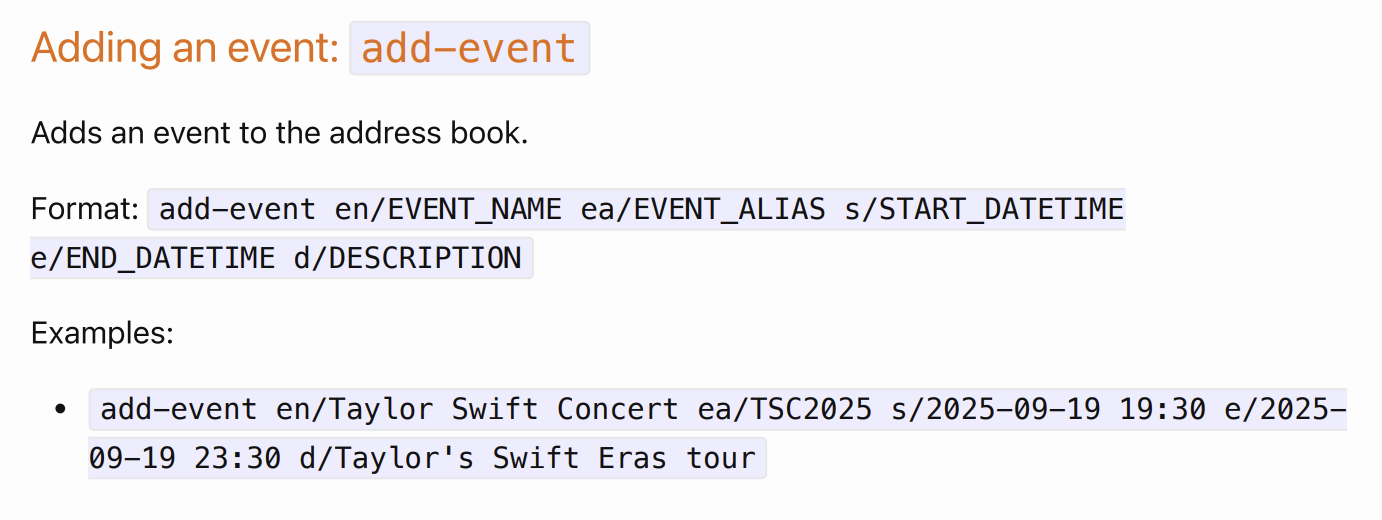 Adding an event: add-event
Adds an event to the address book.
Format: add-event en/EVENT_NAME ea/EVENT_ALIAS s/START_DATETIME
e/END_DATETIME d/DESCRIPTION
Examples:
• add-event en/Taylor Swift Concert ea/TSC2025 s/2025-09-19 19:30 e/2025-
09-19 23:30 d/Taylor's Swift Eras tour